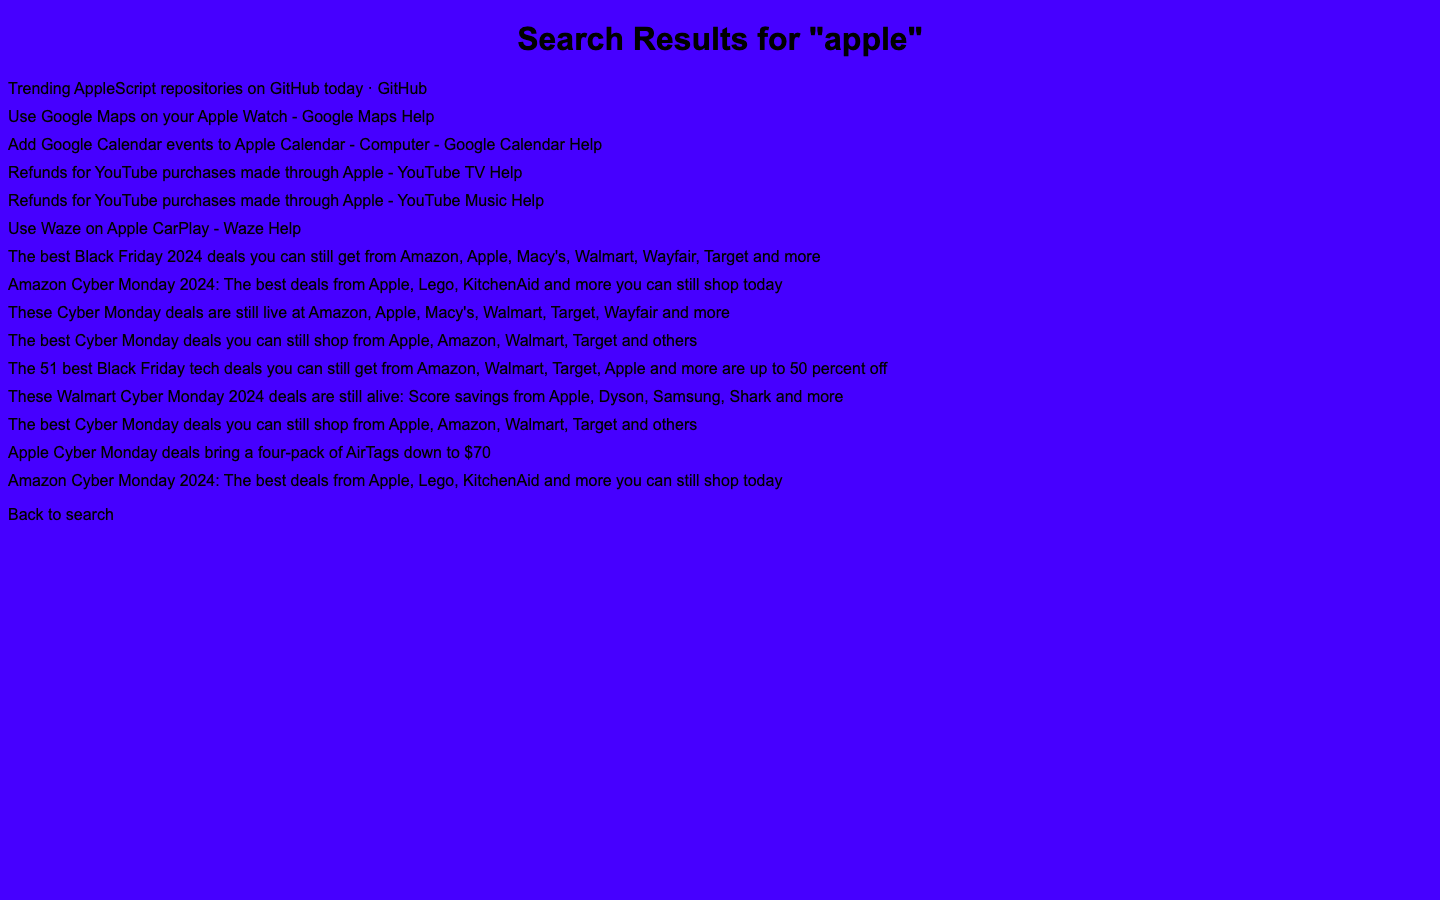 Search Results for "apple"
Trending AppleScript repositories on GitHub today · GitHub
Use Google Maps on your Apple Watch - Google Maps Help
Add Google Calendar events to Apple Calendar - Computer - Google Calendar Help
Refunds for YouTube purchases made through Apple - YouTube TV Help
Refunds for YouTube purchases made through Apple - YouTube Music Help
Use Waze on Apple CarPlay - Waze Help
The best Black Friday 2024 deals you can still get from Amazon, Apple, Macy's, Walmart, Wayfair, Target and more
Amazon Cyber Monday 2024: The best deals from Apple, Lego, KitchenAid and more you can still shop today
These Cyber Monday deals are still live at Amazon, Apple, Macy's, Walmart, Target, Wayfair and more
The best Cyber Monday deals you can still shop from Apple, Amazon, Walmart, Target and others
The 51 best Black Friday tech deals you can still get from Amazon, Walmart, Target, Apple and more are up to 50 percent off
These Walmart Cyber Monday 2024 deals are still alive: Score savings from Apple, Dyson, Samsung, Shark and more
The best Cyber Monday deals you can still shop from Apple, Amazon, Walmart, Target and others
Apple Cyber Monday deals bring a four-pack of AirTags down to $70
Amazon Cyber Monday 2024: The best deals from Apple, Lego, KitchenAid and more you can still shop today
Back to search